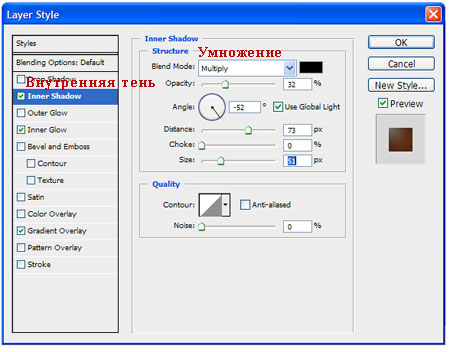 Layer Style
Styles
Blending Options: Default
Drop Shadow
Внутренняя тень
Inner Shadow
Outer Glow
Inner Glow
Bevel and Emboss
Contour
Texture
Satin
Color Overlay
Gradient Overlay
Pattern Overlay
Stroke
Inner Shadow
Structure
Умножение
Blend Mode: Multiply
Opacity: 32 %
Angle: -52 ° Use Global Light
Distance: 73 px
Choke: 0 %
Size: 51 px
Quality
Contour: Anti-aliased
Noise: 0 %
OK
Cancel
New Style...
Preview